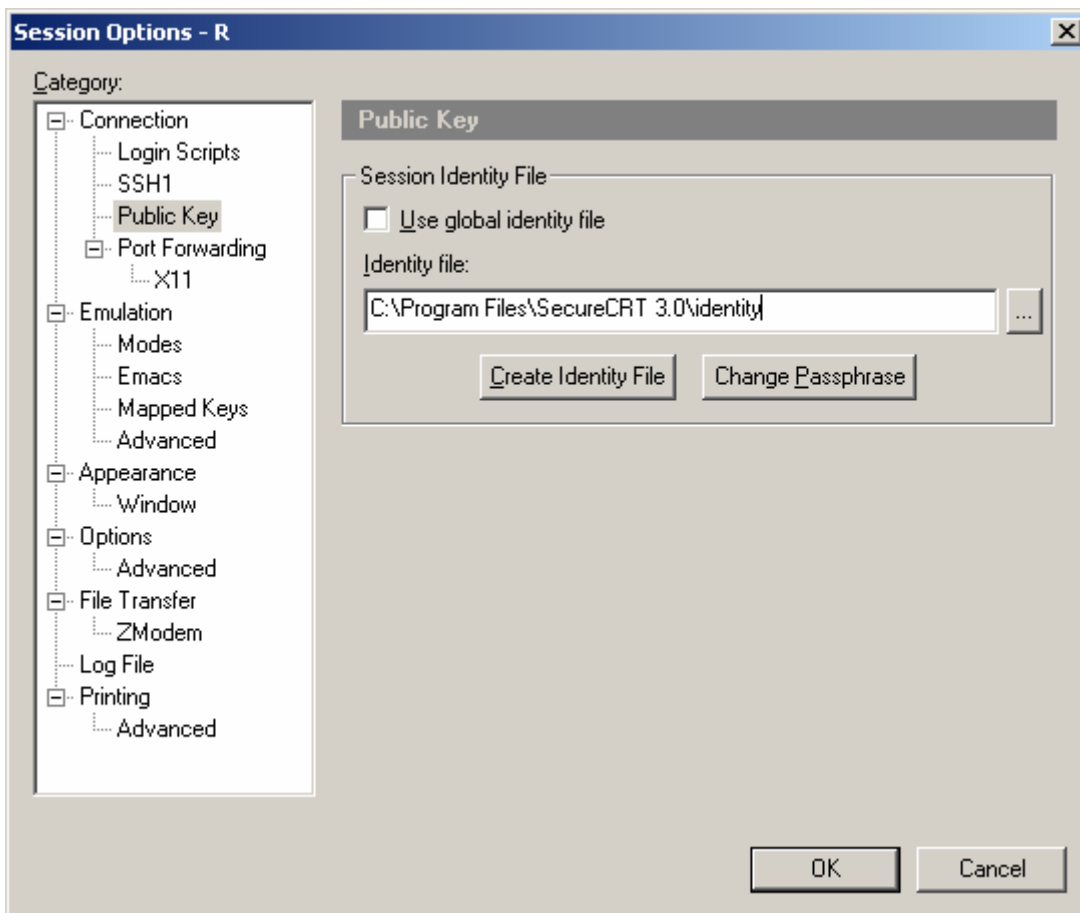 Session Options - R
Category:
Connection
Login Scripts
SSH1
Public Key
Port Forwarding
X11
Emulation
Modes
Emacs
Mapped Keys
Advanced
Appearance
Window
Options
Advanced
File Transfer
ZModem
Log File
Printing
Advanced
Public Key
Session Identity File
Use global identity file
Identity file:
C:\Program Files\SecureCRT 3.0\identity
...
Create Identity File Change Passphrase
OK Cancel